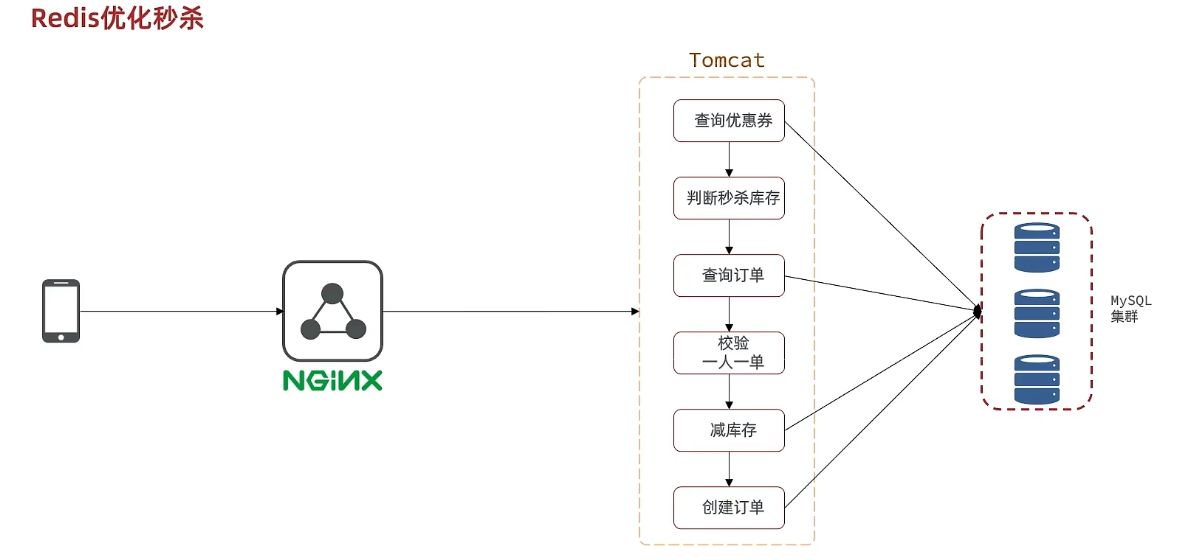 Redis优化秒杀
Tomcat
查询优惠券
判断秒杀库存
查询订单
校验
一人一单
减库存
创建订单
NGiNX
MySQL
集群